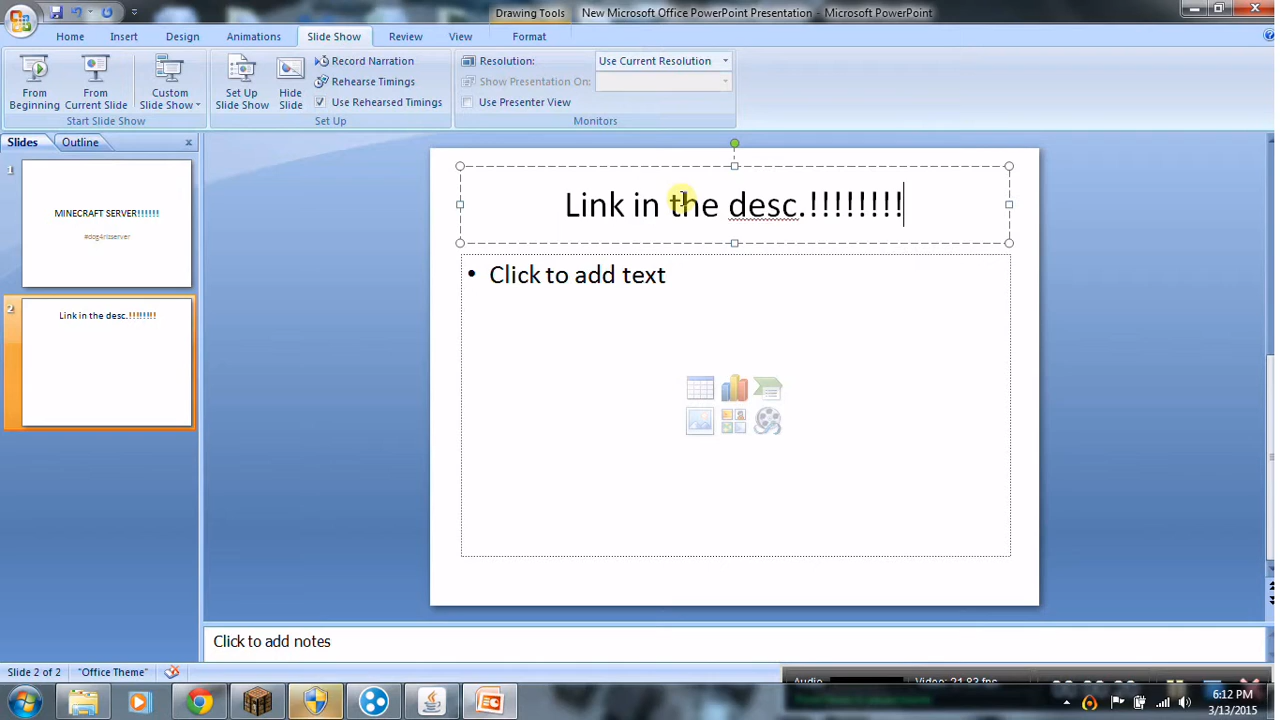 Drawing Tools
New Microsoft Office PowerPoint Presentation - Microsoft PowerPoint
Home Insert Design Animations Slide Show Review View Format
From Beginning
From Current Slide
Custom Slide Show
Start Slide Show
Set Up Slide Show
Hide Slide
Record Narration
Rehearse Timings
Use Rehearsed Timings
Set Up
Resolution: Use Current Resolution
Show Presentation On:
Use Presenter View
Monitors
Slides Outline
1
MINECRAFT SERVER!!!!!!
2
Link in the desc.!!!!!!!!
Link in the desc.!!!!!!!!
• Click to add text
Click to add notes
Slide 2 of 2 "Office Theme"
6:12 PM
3/13/2015